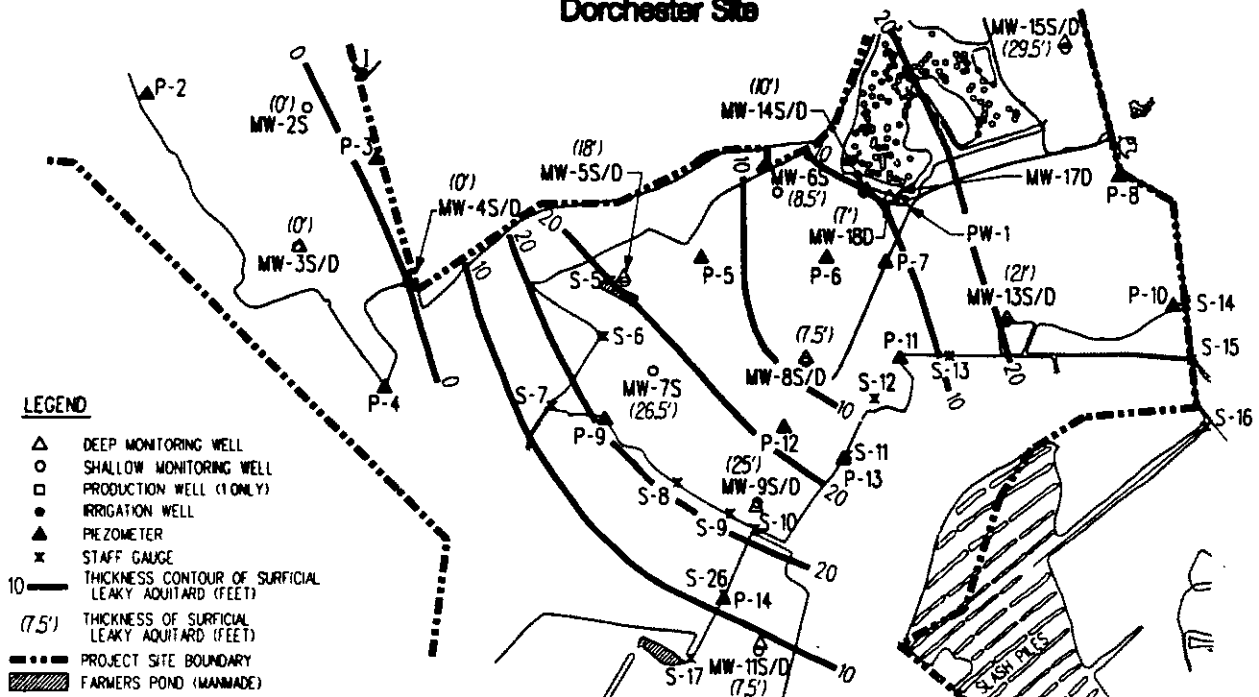 Dorchester Site
20
MW-15S/D
(29.5')
0
P-2
(0')
MW-2S
P-3
(10')
MW-14S/D
(18')
MW-5S/D
(0')
MW-4S/D
10
10
MW-6S
(8.5')
MW-17D
P-8
(7')
MW-18D
PW-1
(0')
MW-3S/D
20
20
10
S-5
P-5
P-6
P-7
(21')
MW-13S/D
P-10
S-14
S-6
S-15
(7.5')
MW-8S/D
P-11
S-13
20
S-12
10
0
P-4
MW-7S
(26.5')
S-7
10
S-16
P-9
P-12
S-11
P-13
(25')
MW-9S/D
20
S-8
S-9
S-10
20
S-26
P-14
SLASH PILES
S-17
MW-11S/D
(7.5')
10
LEGEND
DEEP MONITORING WELL
SHALLOW MONITORING WELL
PRODUCTION WELL (1 ONLY)
IRRIGATION WELL
PIEZOMETER
STAFF GAUGE
10 THICKNESS CONTOUR OF SURFICIAL
LEAKY AQUITARD (FEET)
(7.5') THICKNESS OF SURFICIAL
LEAKY AQUITARD (FEET)
PROJECT SITE BOUNDARY
FARMERS POND (MANMADE)